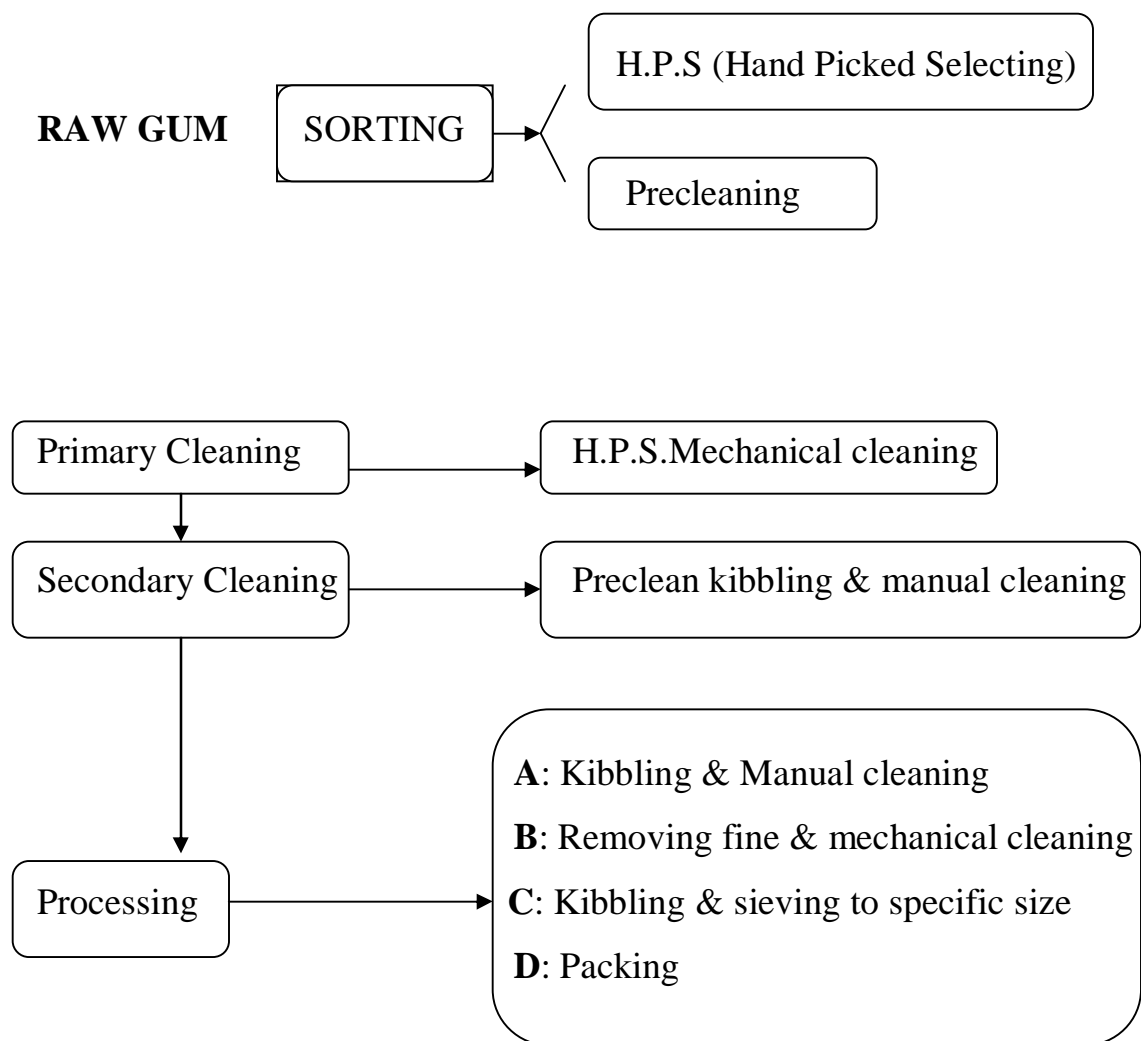 H.P.S (Hand Picked Selecting)
RAW GUM
SORTING
Precleaning
Primary Cleaning
H.P.S.Mechanical cleaning
Secondary Cleaning
Preclean kibbling & manual cleaning
A: Kibbling & Manual cleaning
B: Removing fine & mechanical cleaning
Processing
C: Kibbling & sieving to specific size
D: Packing